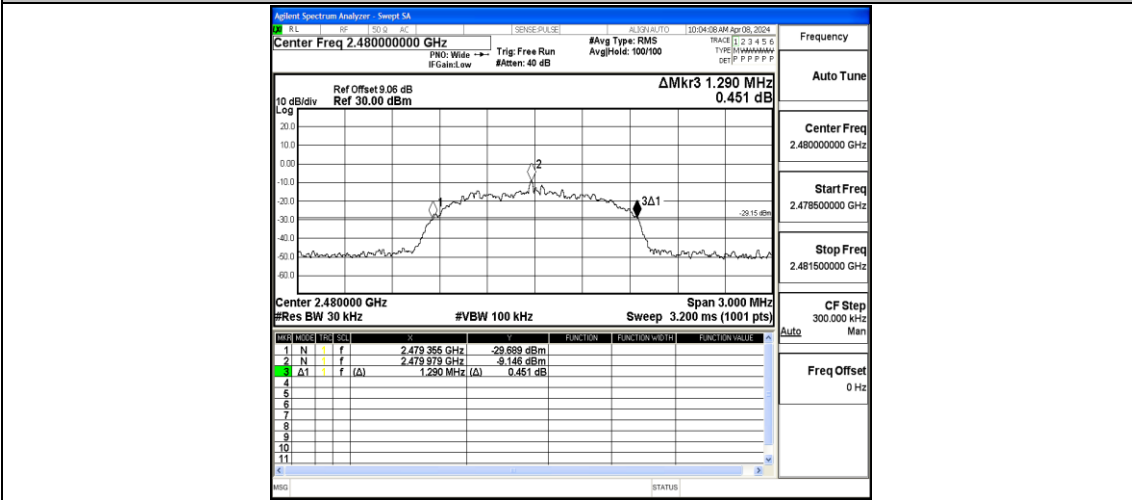 Agilent Spectrum Analyzer - Swept SA
RL RF 50 Ω AC SENSE:PULSE ALIGNAUTO 10:04:08 AM Apr 08, 2024
Center Freq 2.480000000 GHz
PNO: Wide
IFGain:Low
Trig: Free Run
#Atten: 40 dB
#Avg Type: RMS
Avg|Hold: 100/100
TRACE 1 2 3 4 5 6
TYPE MWWWWW
DET P P P P P P
Ref Offset 9.06 dB
10 dB/div Ref 30.00 dBm
Log
ΔMkr3 1.290 MHz
0.451 dB
20.0
10.0
0.00
-10.0
-20.0
-30.0
-40.0
-50.0
-60.0
1
2
3Δ1
-29.15 dBm
Center 2.480000 GHz Span 3.000 MHz
#Res BW 30 kHz #VBW 100 kHz Sweep 3.200 ms (1001 pts)
MKR MODE TRC SCL X Y FUNCTION FUNCTION WIDTH FUNCTION VALUE
1 N 1 f 2.479 355 GHz -29.689 dBm
2 N 1 f 2.479 979 GHz -9.146 dBm
3 Δ1 1 f (Δ) 1.290 MHz (Δ) 0.451 dB
4
5
6
7
8
9
10
11
MSG STATUS
Frequency
Auto Tune
Center Freq
2.480000000 GHz
Start Freq
2.478500000 GHz
Stop Freq
2.481500000 GHz
CF Step
300.000 kHz
Auto Man
Freq Offset
0 Hz